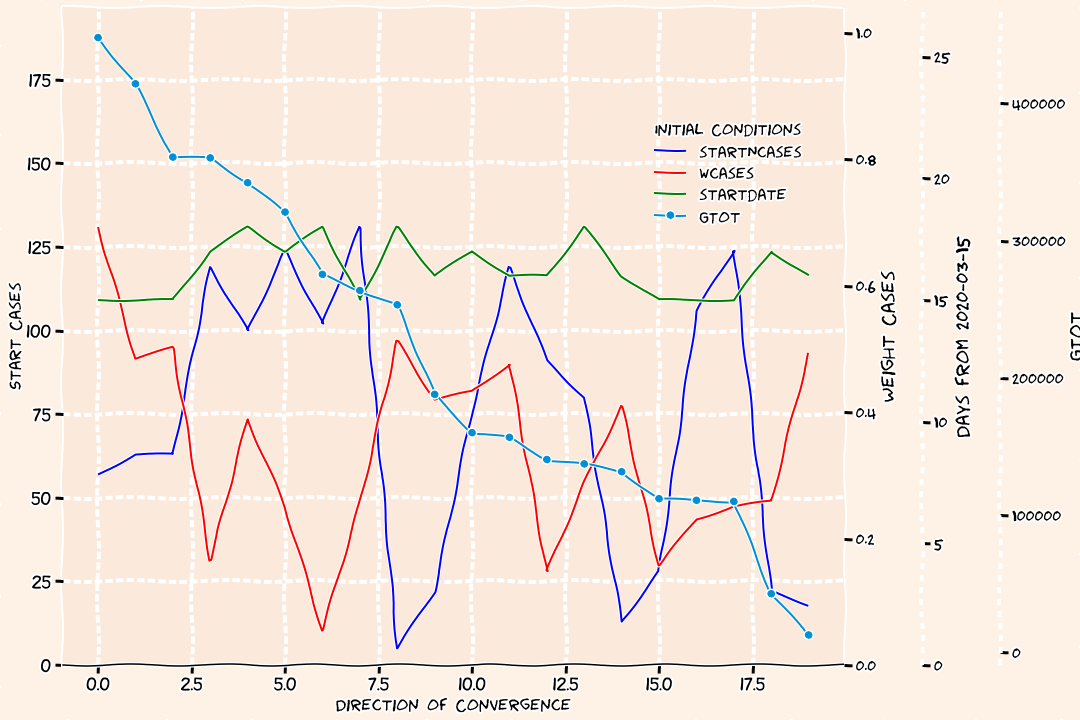 175
150
125
100
75
50
25
0
START CASES
0.0 2.5 5.0 7.5 10.0 12.5 15.0 17.5
DIRECTION OF CONVERGENCE
INITIAL CONDITIONS
STARTNCASES
WCASES
STARTDATE
GTOT
1.0
0.8
0.6
0.4
0.2
0.0
WEIGHT CASES
25
20
15
10
5
0
DAYS FROM 2020-03-15
400000
300000
200000
100000
0
GTOT